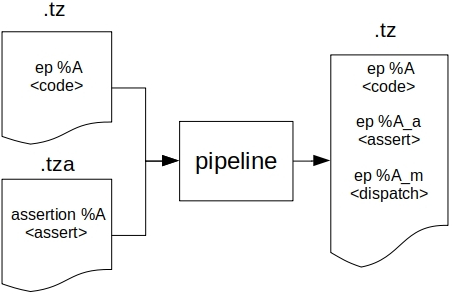 .tz
ep %A
<code>
.tza
assertion %A
<assert>
pipeline
.tz
ep %A
<code>
ep %A_a
<assert>
ep %A_m
<dispatch>